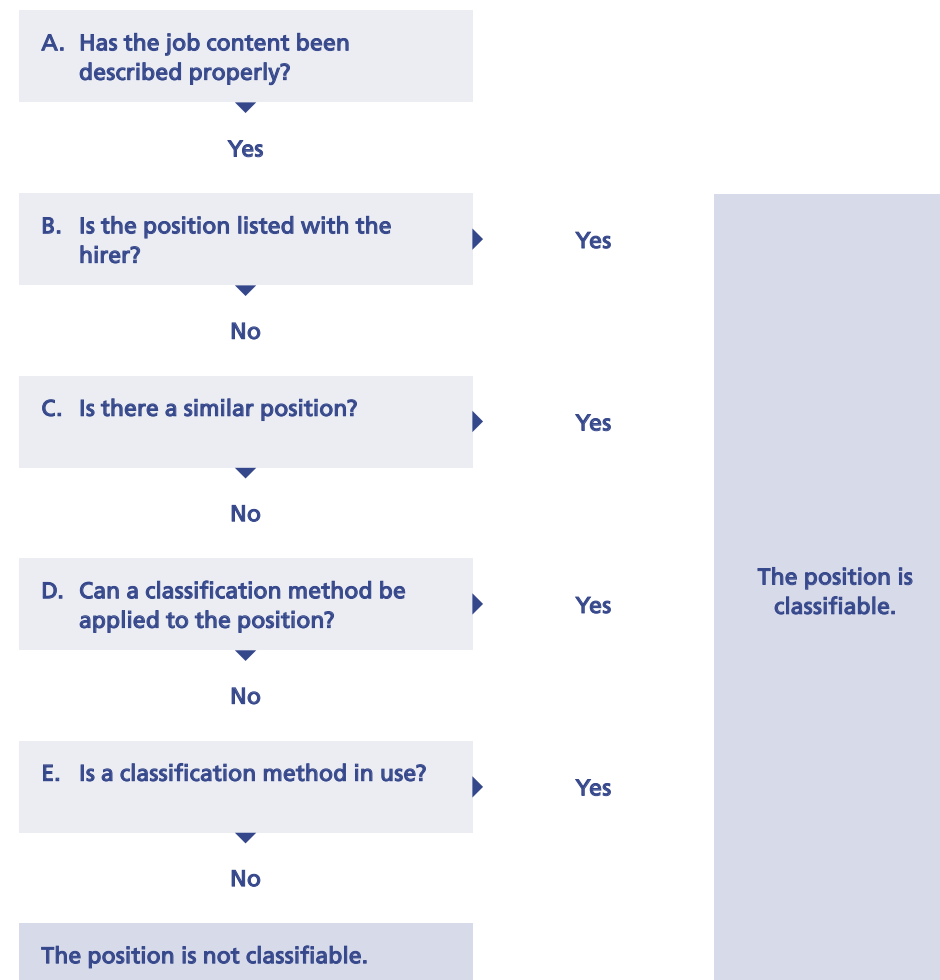 A. Has the job content been
described properly?
Yes
B. Is the position listed with the
hirer?
Yes
No
C. Is there a similar position?
Yes
No
D. Can a classification method be
applied to the position?
Yes
No
E. Is a classification method in use?
Yes
No
The position is not classifiable.
The position is
classifiable.